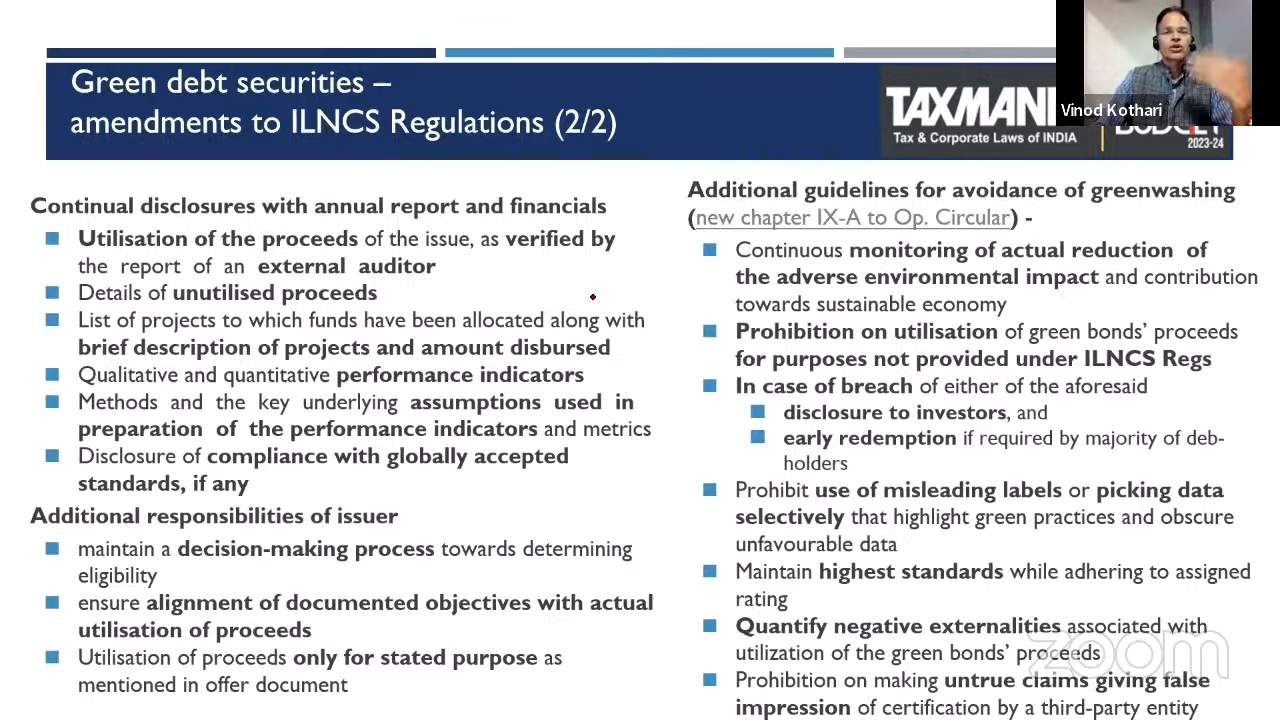 Green debt securities –
amendments to ILNCS Regulations (2/2)
TAXMANN
Tax & Corporate Laws of INDIA
BUDGET
2023-24
Vinod Kothari
Continual disclosures with annual report and financials
Utilisation of the proceeds of the issue, as verified by
the report of an external auditor
Details of unutilised proceeds
List of projects to which funds have been allocated along with
brief description of projects and amount disbursed
Qualitative and quantitative performance indicators
Methods and the key underlying assumptions used in
preparation of the performance indicators and metrics
Disclosure of compliance with globally accepted
standards, if any
Additional responsibilities of issuer
maintain a decision-making process towards determining
eligibility
ensure alignment of documented objectives with actual
utilisation of proceeds
Utilisation of proceeds only for stated purpose as
mentioned in offer document
Additional guidelines for avoidance of greenwashing
(new chapter IX-A to Op. Circular) -
Continuous monitoring of actual reduction of
the adverse environmental impact and contribution
towards sustainable economy
Prohibition on utilisation of green bonds' proceeds
for purposes not provided under ILNCS Regs
In case of breach of either of the aforesaid
disclosure to investors, and
early redemption if required by majority of deb-
holders
Prohibit use of misleading labels or picking data
selectively that highlight green practices and obscure
unfavourable data
Maintain highest standards while adhering to assigned
rating
Quantify negative externalities associated with
utilization of the green bonds' proceeds
Prohibition on making untrue claims giving false
impression of certification by a third-party entity
zoom